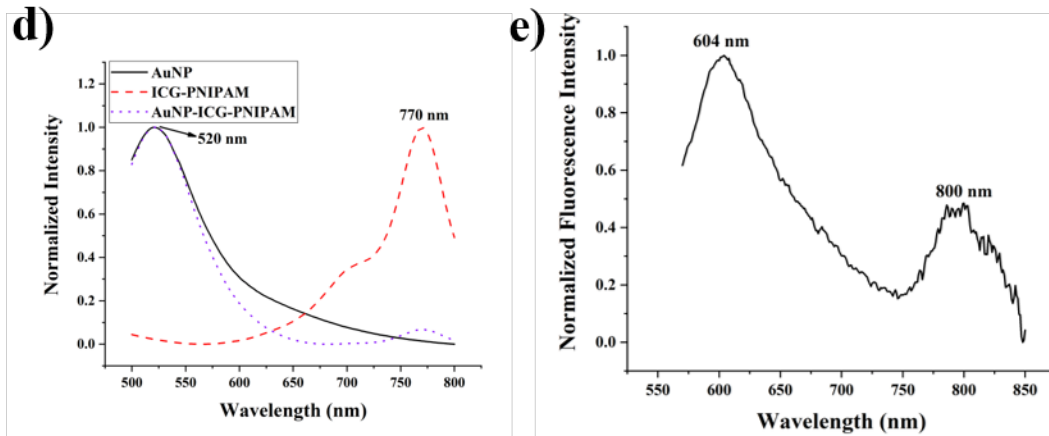 d)
AuNP
ICG-PNIPAM
AuNP-ICG-PNIPAM
520 nm
770 nm
Normalized Intensity
1.2
1.0
0.8
0.6
0.4
0.2
0.0
500 550 600 650 700 750 800
Wavelength (nm)
e)
604 nm
800 nm
Normalized Fluorescence Intensity
1.0
0.8
0.6
0.4
0.2
0.0
550 600 650 700 750 800 850
Wavelength (nm)